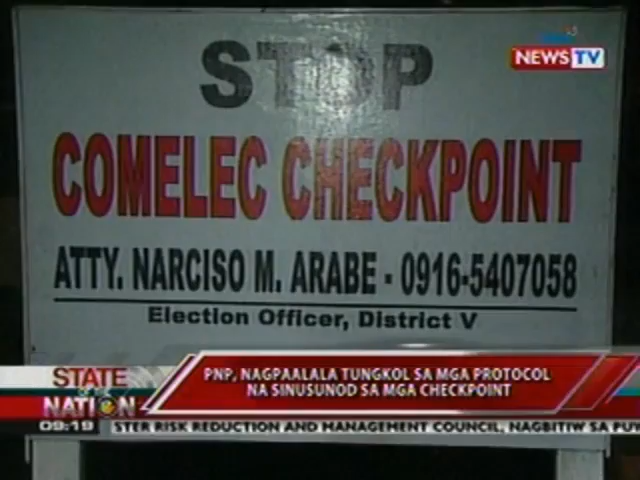 STOP
NEWS TV
COMELEC CHECKPOINT
ATTY. NARCISO M. ARABE - 0916-5407058
Election Officer, District V
PNP, NAGPAALALA TUNGKOL SA MGA PROTOCOL
NA SINUSUNOD SA MGA CHECKPOINT
STATE
OF THE
NATION
09:19
STER RISK REDUCTION AND MANAGEMENT COUNCIL, NAGBITIW SA PUW